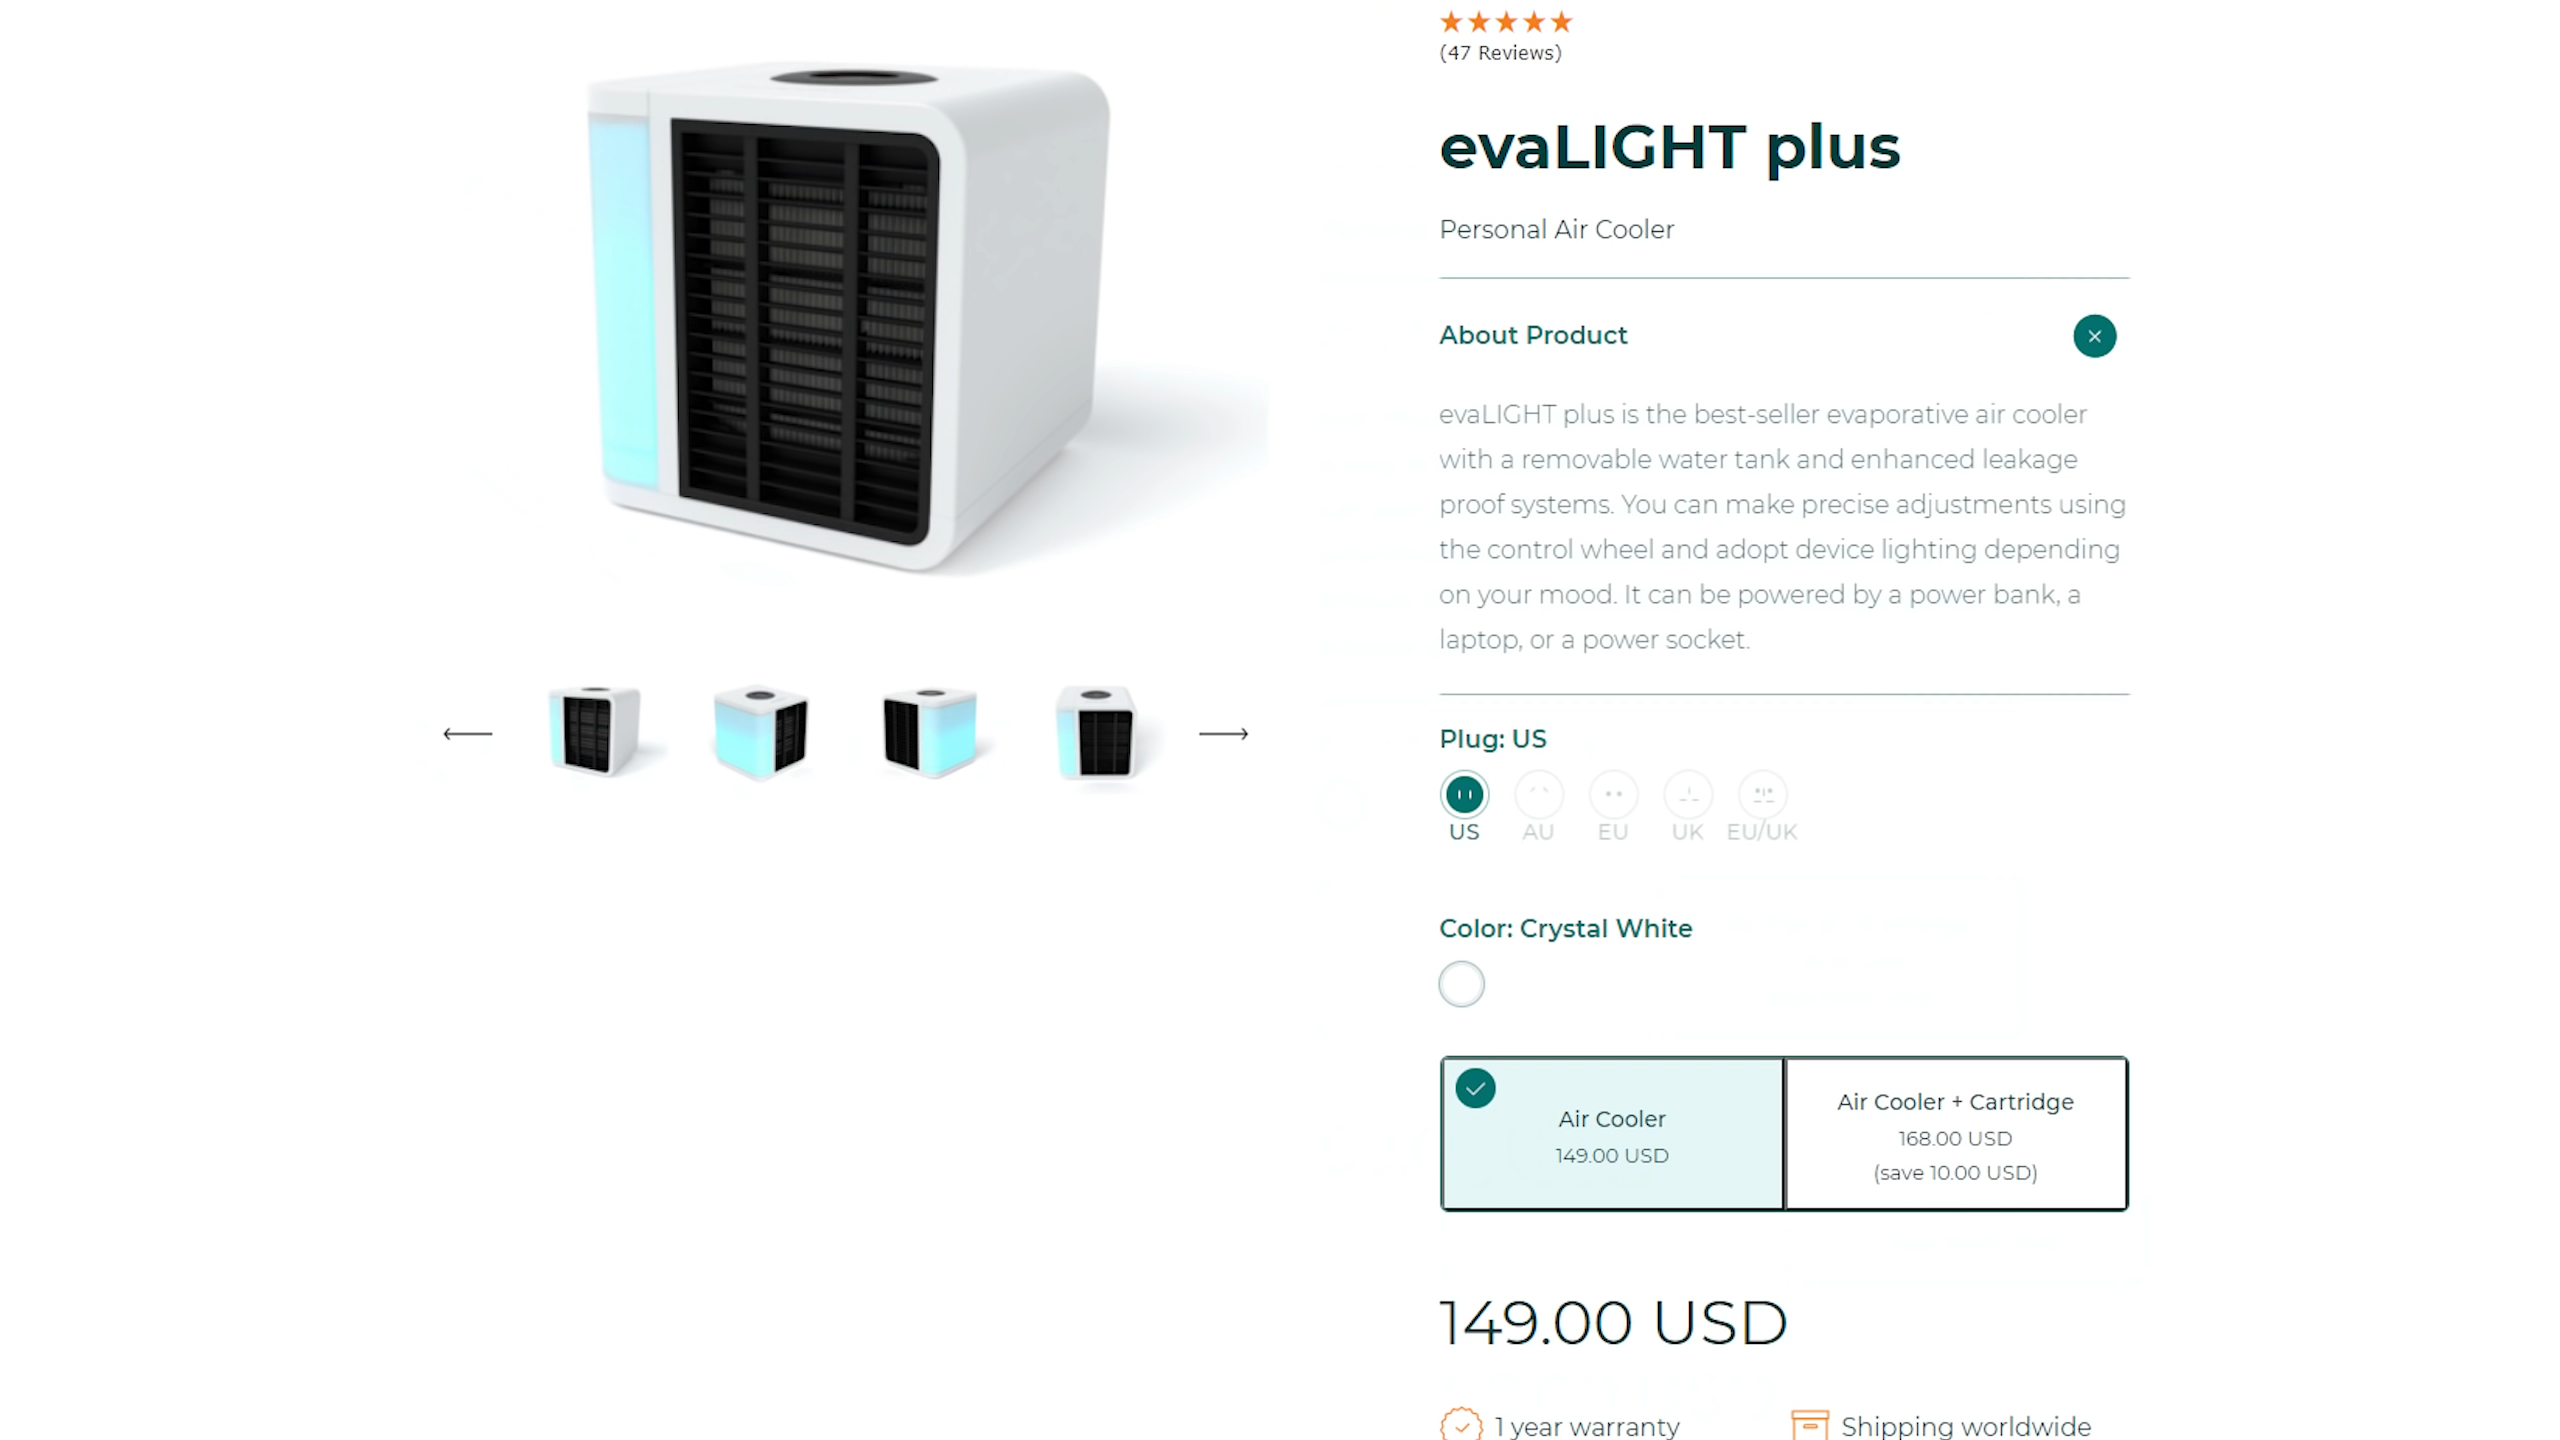 (47 Reviews)
evaLIGHT plus
Personal Air Cooler
About Product
evaLIGHT plus is the best-seller evaporative air cooler
with a removable water tank and enhanced leakage
proof systems. You can make precise adjustments using
the control wheel and adopt device lighting depending
on your mood. It can be powered by a power bank, a
laptop, or a power socket.
Plug: US
US AU EU UK EU/UK
Color: Crystal White
Air Cooler
149.00 USD
Air Cooler + Cartridge
168.00 USD
(save 10.00 USD)
149.00 USD
1 year warranty
Shipping worldwide